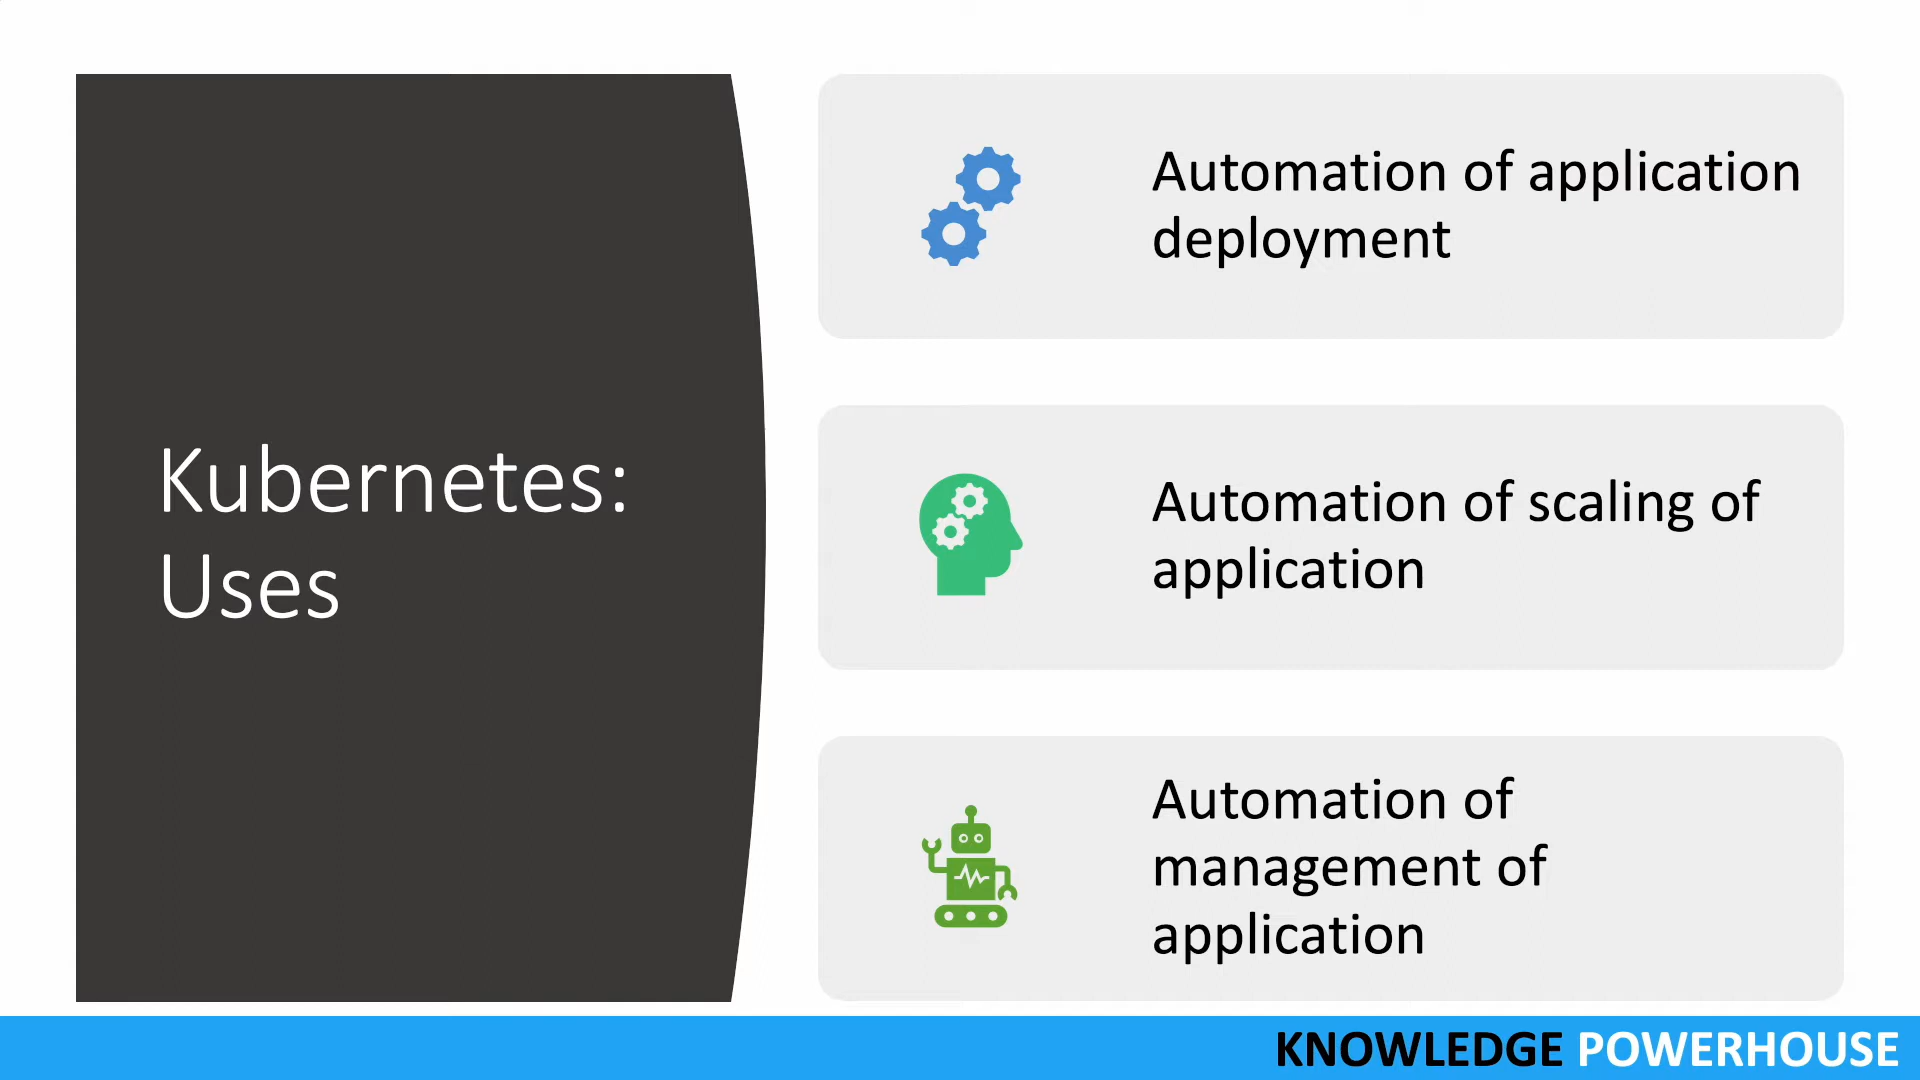 Kubernetes:
Uses
Automation of application
deployment
Automation of scaling of
application
Automation of
management of
application
KNOWLEDGE POWERHOUSE